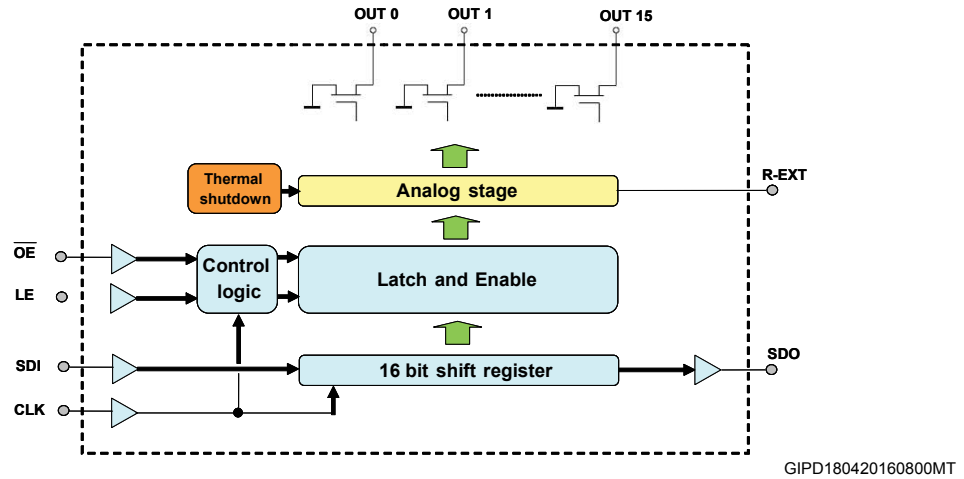 OUT 0 OUT 1 OUT 15
Thermal
shutdown
Analog stage
R-EXT
OE
LE
Control
logic
Latch and Enable
SDI
16 bit shift register
SDO
CLK
GIPD180420160800MT